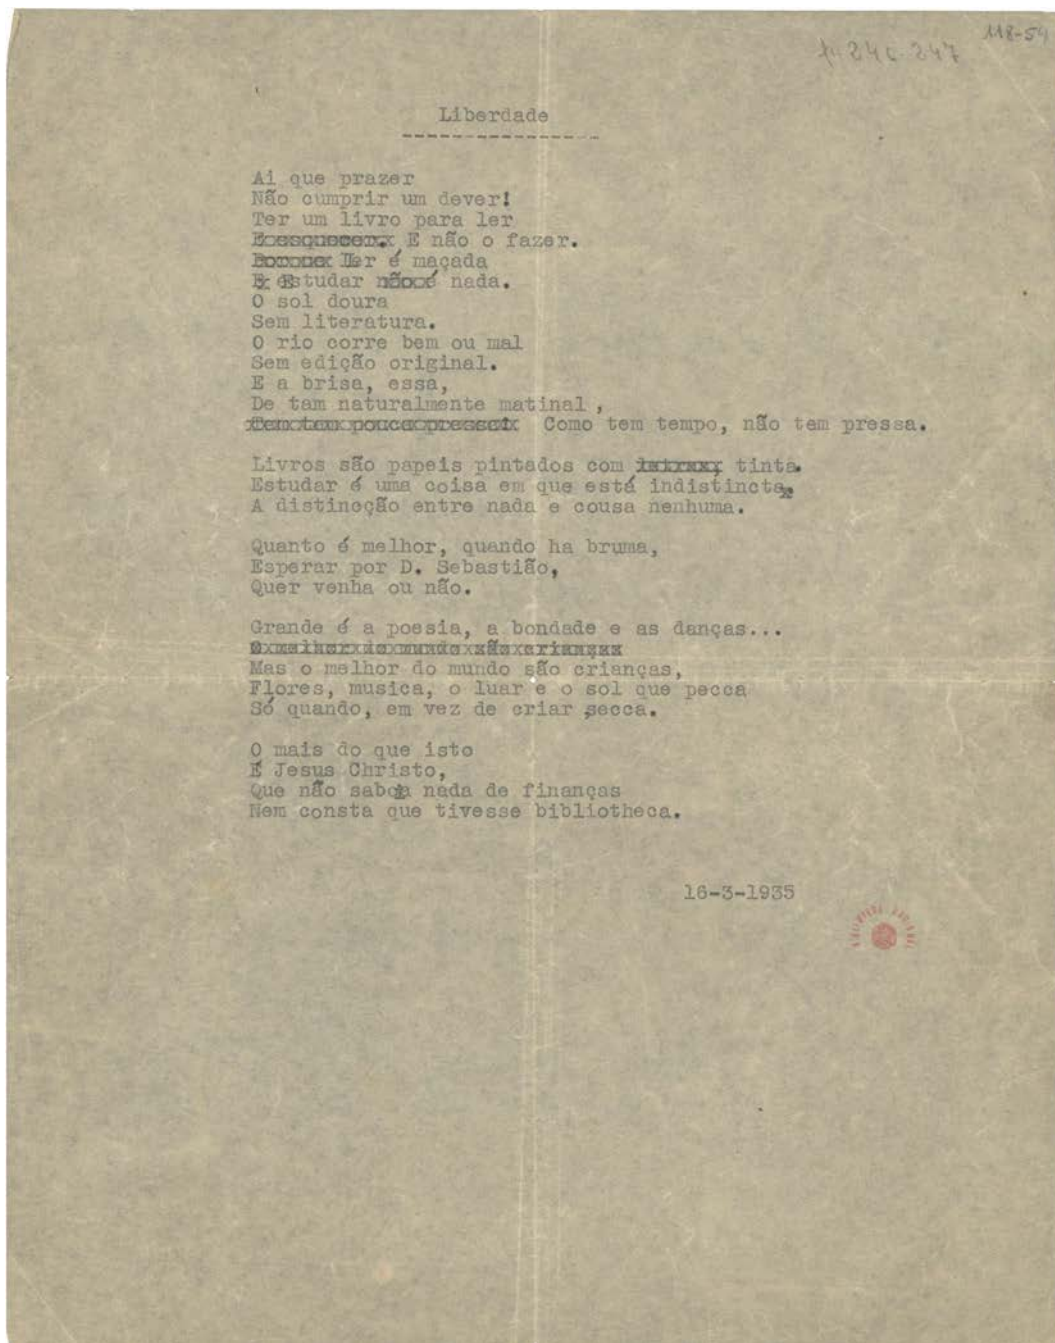 118-54
Liberdade
Ai que prazer
Não cumprir um dever!
Ter um livro para ler
E não o fazer.
Ler é maçada
Estudar é nada.
O sol doura
Sem literatura.
O rio corre bem ou mal
Sem edição original.
E a brisa, essa,
De tam naturalmente matinal,
Como tem tempo, não tem pressa.
Livros são papeis pintados com tinta.
Estudar é uma coisa em que está indistincta
A distincção entre nada e cousa nenhuma.
Quanto é melhor, quando ha bruma,
Esperar por D. Sebastião,
Quer venha ou não.
Grande é a poesia, a bondade e as danças...
O melhor do mundo são crianças
Mas o melhor do mundo são crianças,
Flores, musica, o luar e o sol que pecca
Só quando, em vez de criar secca.
O mais do que isto
É Jesus Christo,
Que não sabia nada de finanças
Nem consta que tivesse bibliotheca.
16-3-1935